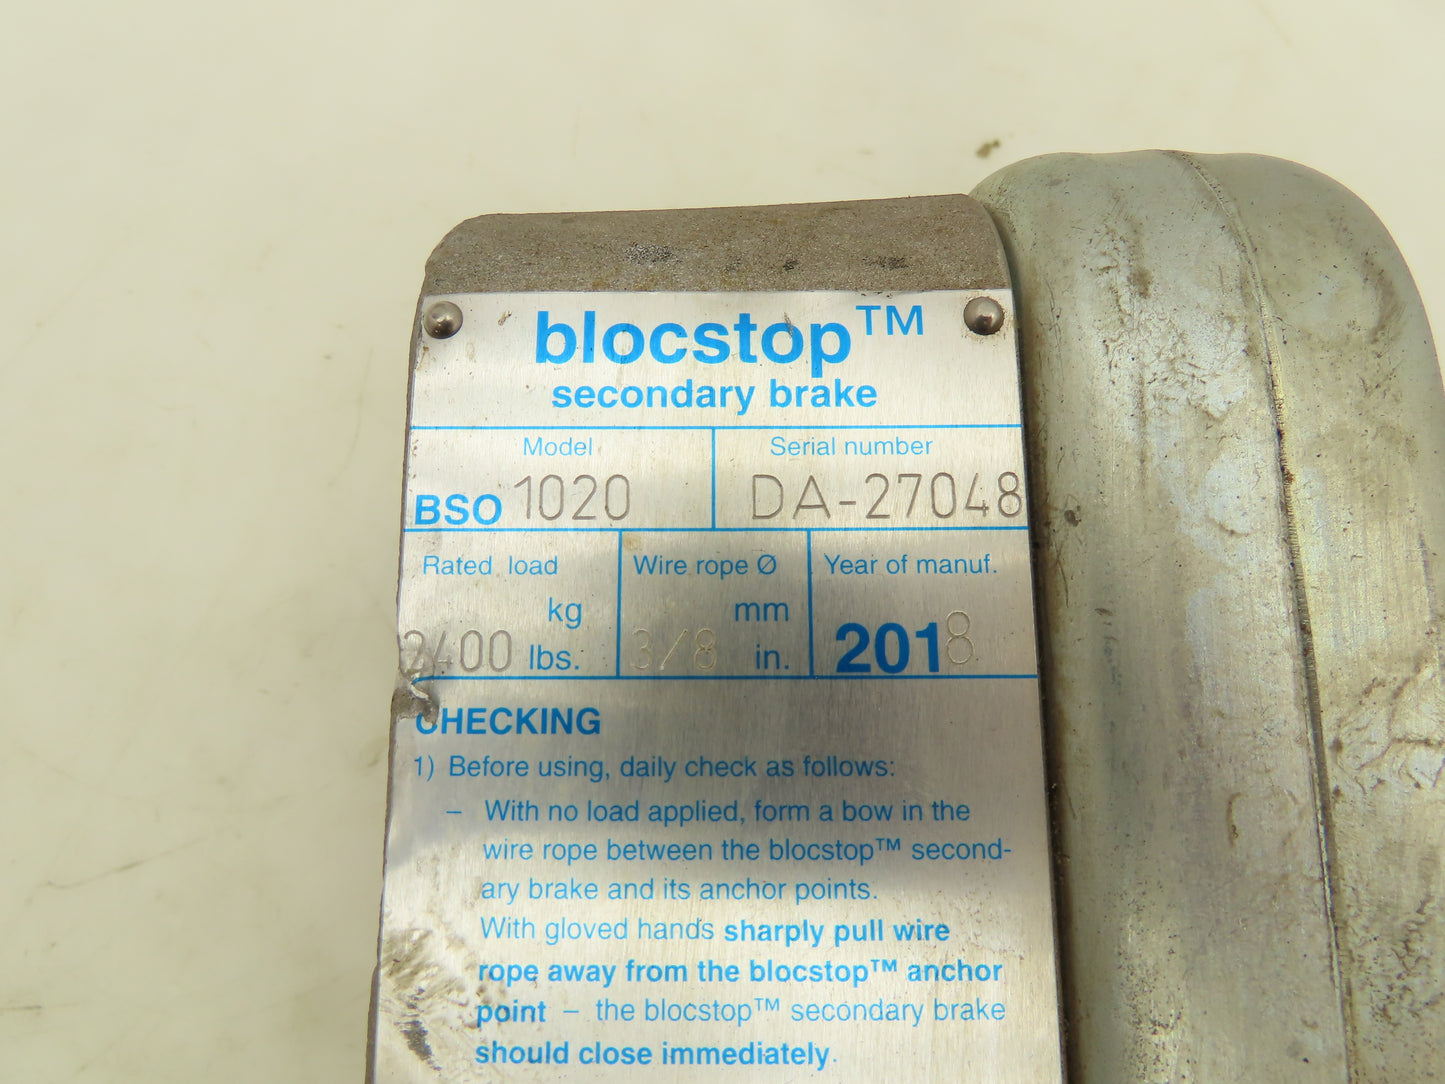 blocstop™
secondary brake
Model Serial number
BSO 1020 DA-27048
Rated load Wire rope Ø Year of manuf.
kg mm
2400 lbs. 3/8 in. 2018
CHECKING
1) Before using, daily check as follows:
– With no load applied, form a bow in the
wire rope between the blocstop™ second-
ary brake and its anchor points.
With gloved hands sharply pull wire
rope away from the blocstop™ anchor
point – the blocstop™ secondary brake
should close immediately.